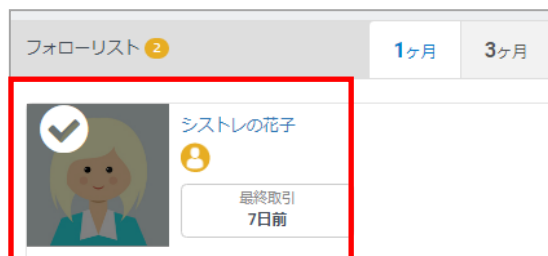 フォローリスト 2
1ヶ月 3ヶ月
シストレの花子
最終取引
7日前